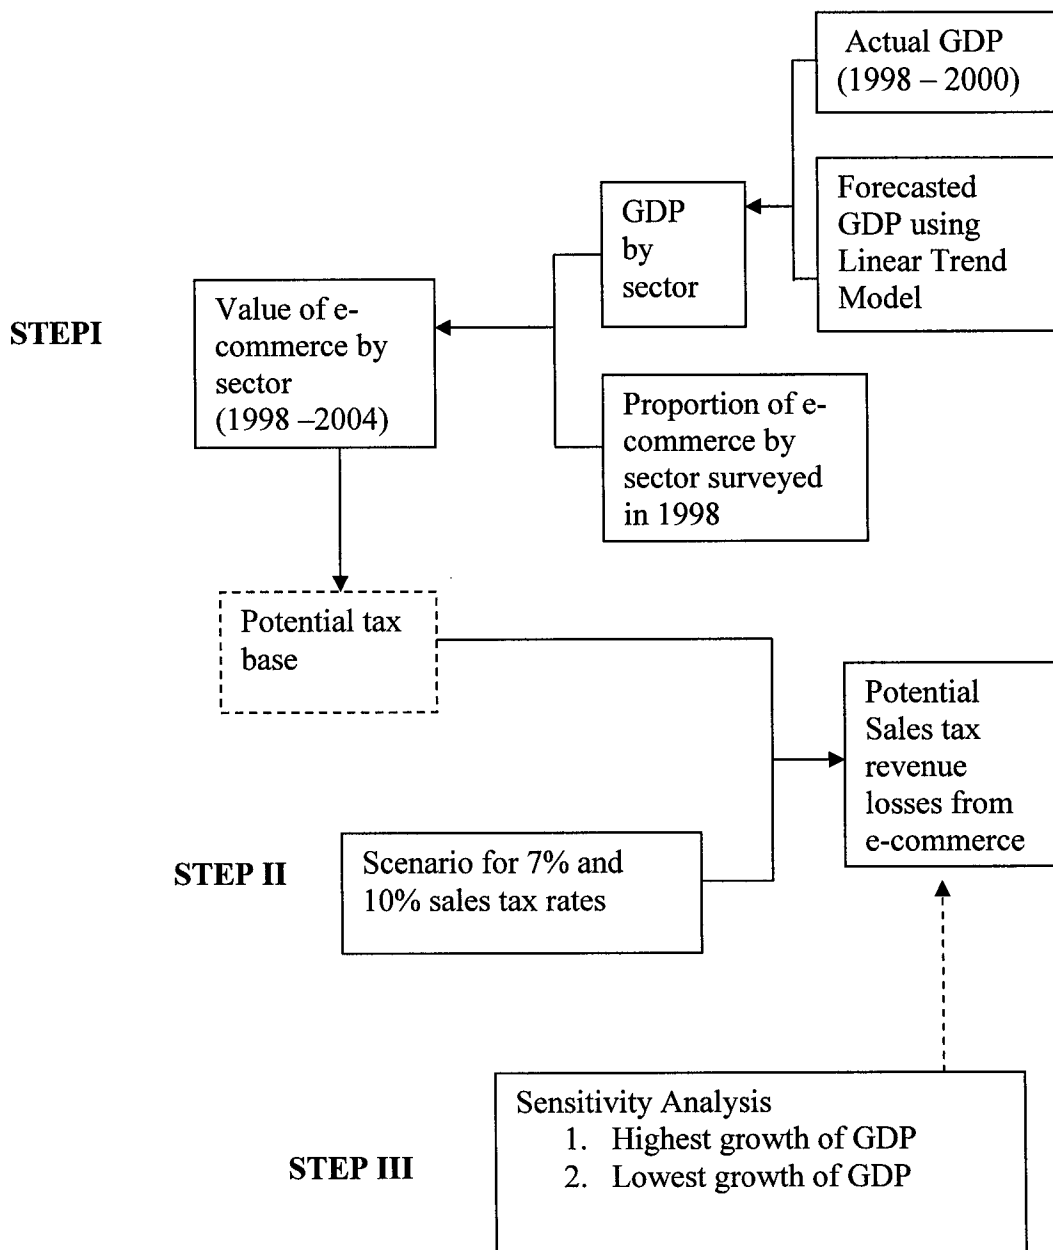 Actual GDP
(1998 – 2000)
Forecasted
GDP using
Linear Trend
Model
GDP
by
sector
STEPI
Value of e-
commerce by
sector
(1998 –2004)
Proportion of e-
commerce by
sector surveyed
in 1998
Potential tax
base
Potential
Sales tax
revenue
losses from
e-commerce
STEP II
Scenario for 7% and
10% sales tax rates
STEP III
Sensitivity Analysis
1. Highest growth of GDP
2. Lowest growth of GDP